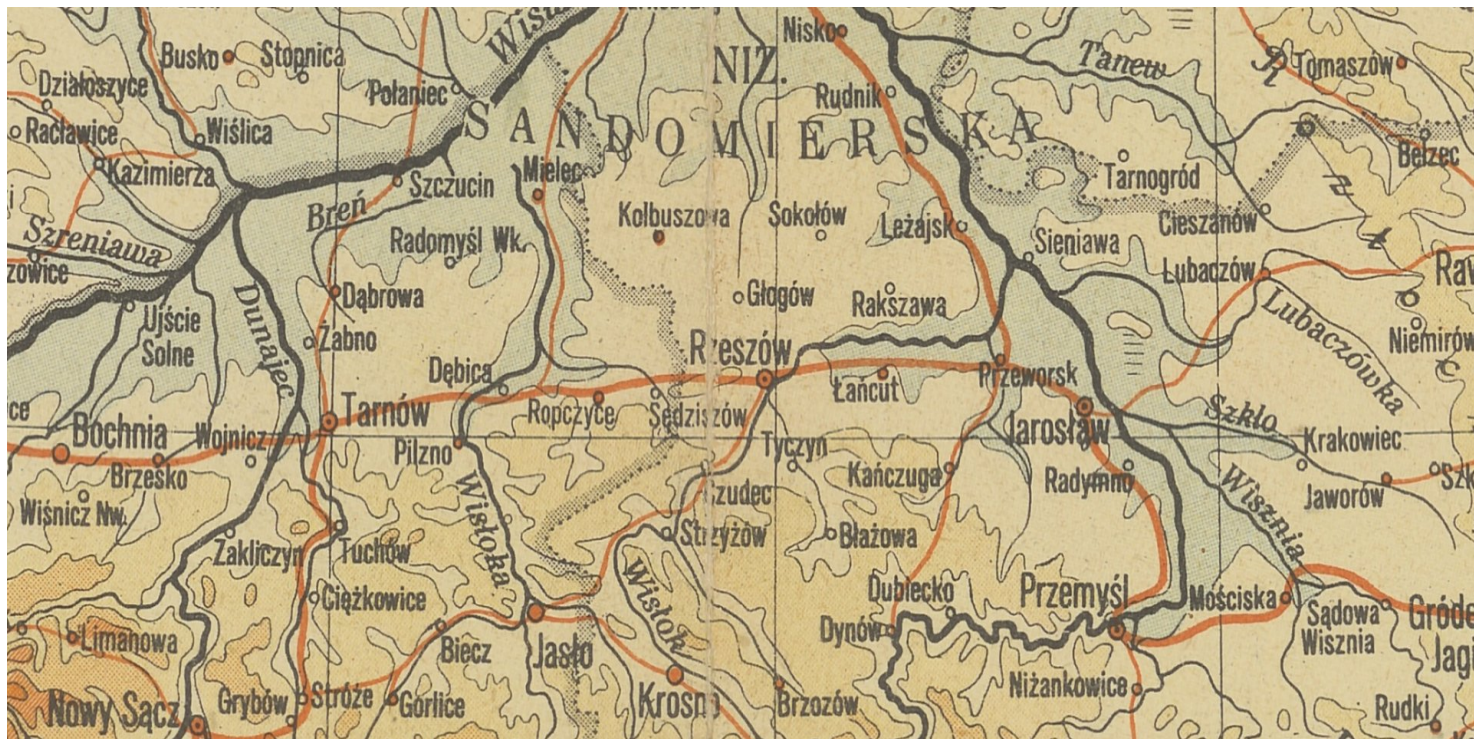 Nisko
NIZ.
Busko
Stopnica
Tanew
Tomaszów
Działoszyce
Połaniec
Rudnik
SANDOMIERSKA
Racławice
Wiślica
Bełżec
Kazimierza
Szczucin
Mielec
Tarnogród
Breń
Kolbuszowa
Sokołów
Leżajsk
Cieszanów
Szreniawa
Radomyśl Wk.
Sieniawa
zowice
Lubaczów
Dąbrowa
Głogów
Rakszawa
Ujście
Solne
Dunajec
Żabno
Lubaczówka
Niemirów
Rzeszów
Dębica
Łańcut
Przeworsk
Ropczyce
Sędziszów
Tarnów
Bochnia
Wojnicz
Jarosław
Szkło
Krakowiec
Pilzno
Tyczyn
Brzesko
Kańczuga
Radymno
Wisznia
Jaworów
Czudec
Wiśnicz Nw.
Wisłoka
Zakliczyn
Tuchów
Strzyżów
Błażowa
Ciężkowice
Wisłok
Dubiecko
Przemyśl
Mościska
Sądowa
Wisznia
Limanowa
Biecz
Jasło
Dynów
Nowy Sącz
Grybów
Stróże
Gorlice
Krosno
Brzozów
Niżankowice
Rudki